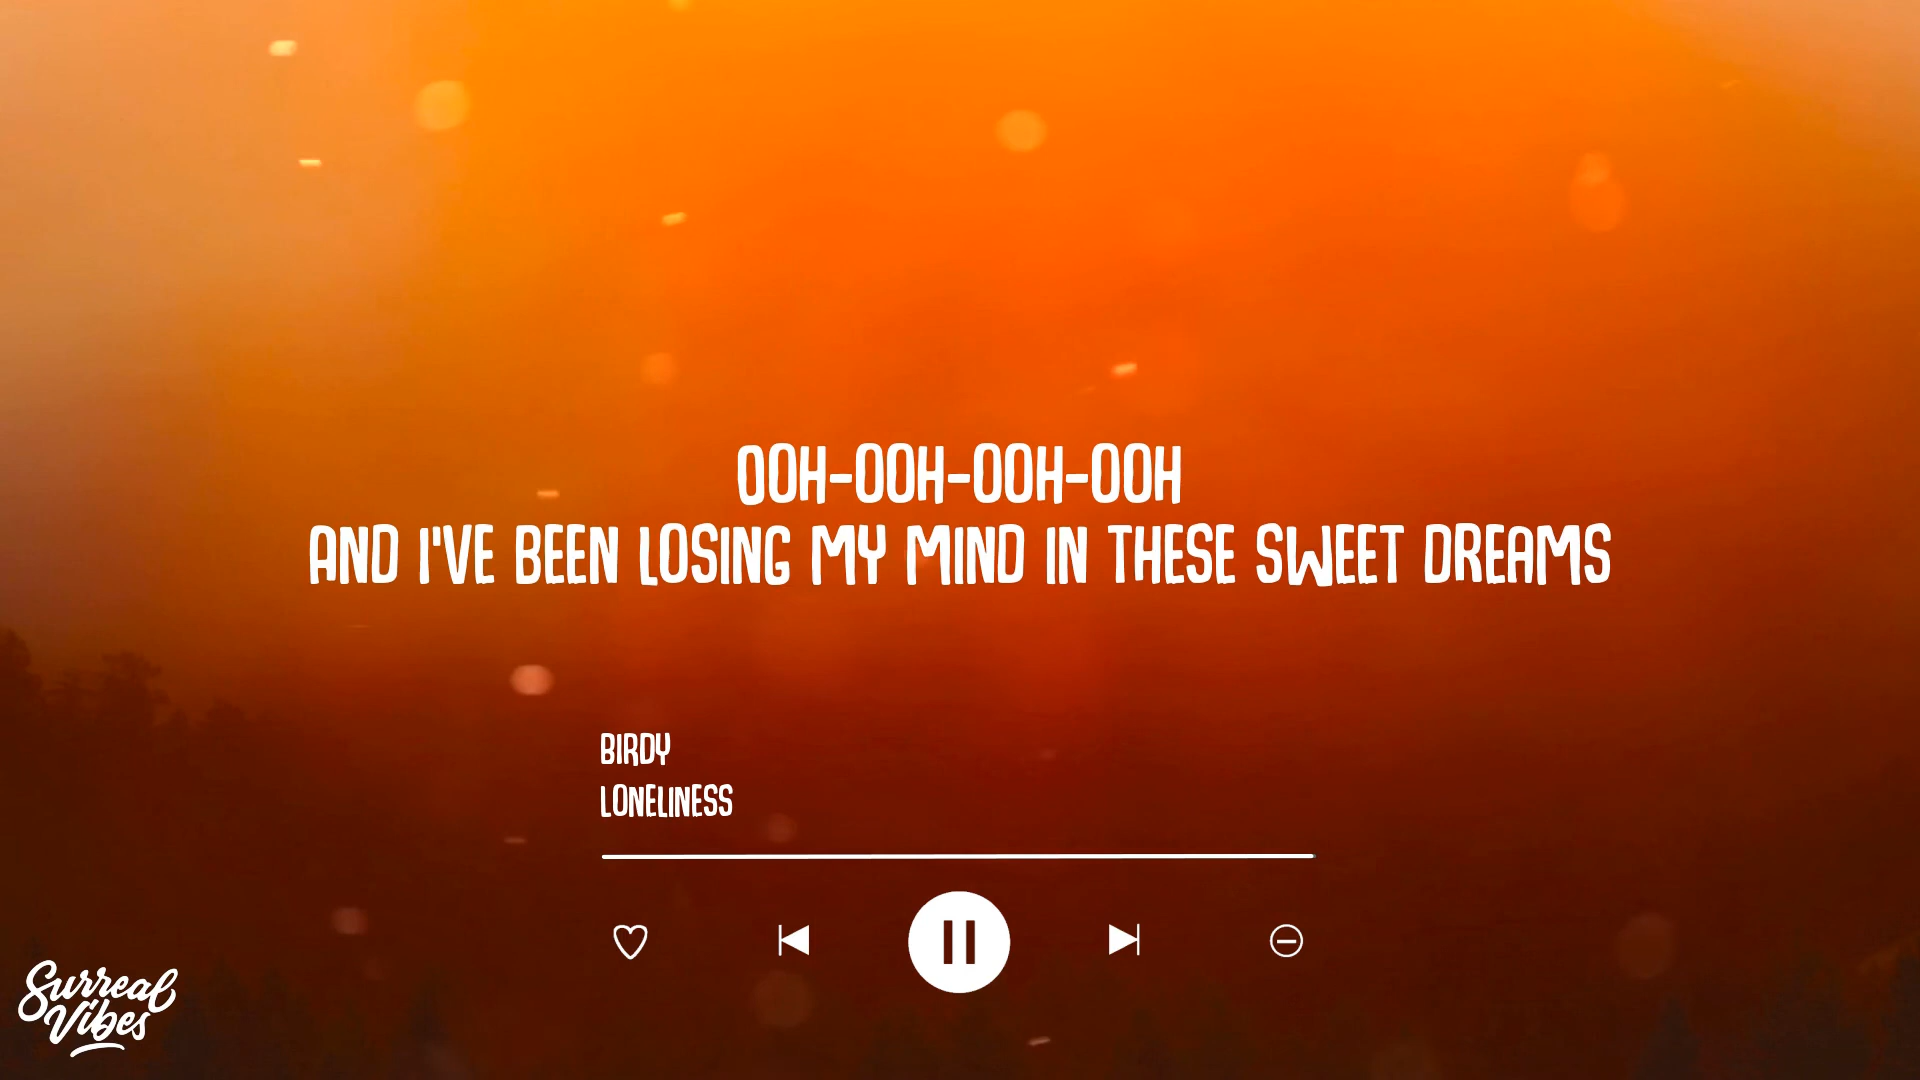 OOH-OOH-OOH-OOH
AND I'VE BEEN LOSING MY MIND IN THESE SWEET DREAMS
BIRDY
LONELINESS
Surreal
Vibes